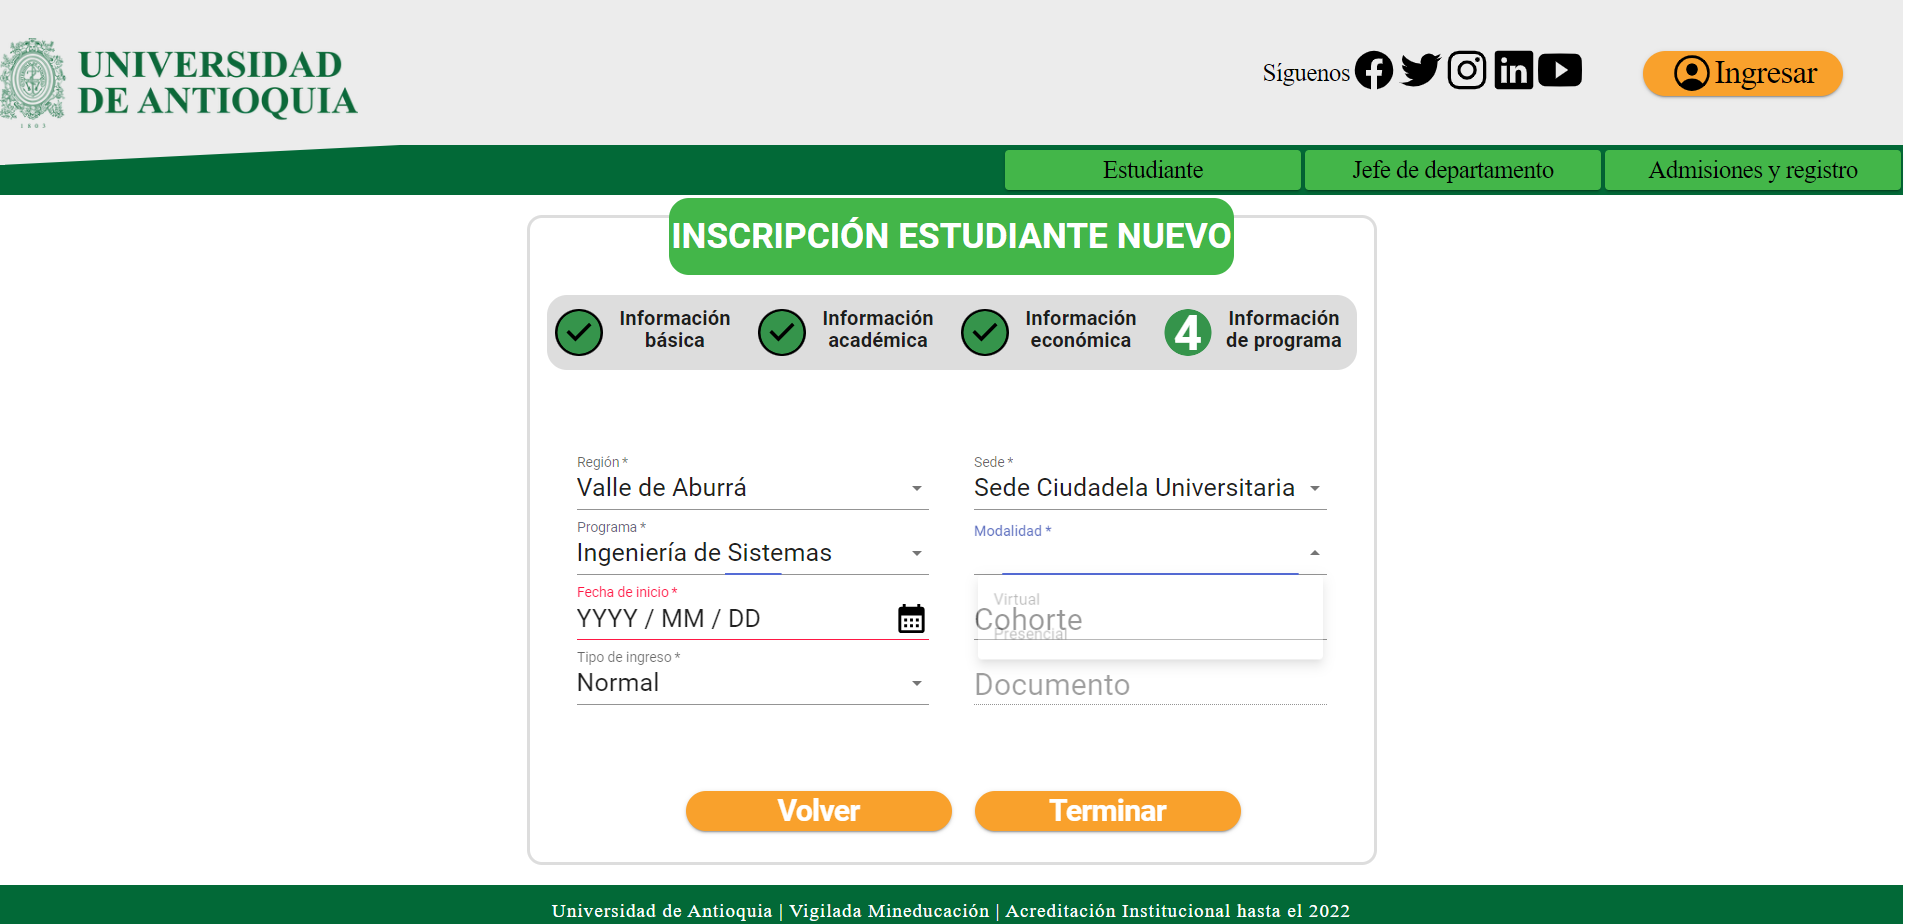 UNIVERSIDAD
DE ANTIOQUIA
1803
Síguenos
Ingresar
Estudiante
Jefe de departamento
Admisiones y registro
INSCRIPCIÓN ESTUDIANTE NUEVO
Información
básica
Información
académica
Información
económica
4
Información
de programa
Región *
Valle de Aburrá
Sede *
Sede Ciudadela Universitaria
Programa *
Ingeniería de Sistemas
Modalidad *
Fecha de inicio *
YYYY / MM / DD
Virtual
Cohorte
Presencial
Tipo de ingreso *
Normal
Documento
Volver
Terminar
Universidad de Antioquia | Vigilada Mineducación | Acreditación Institucional hasta el 2022